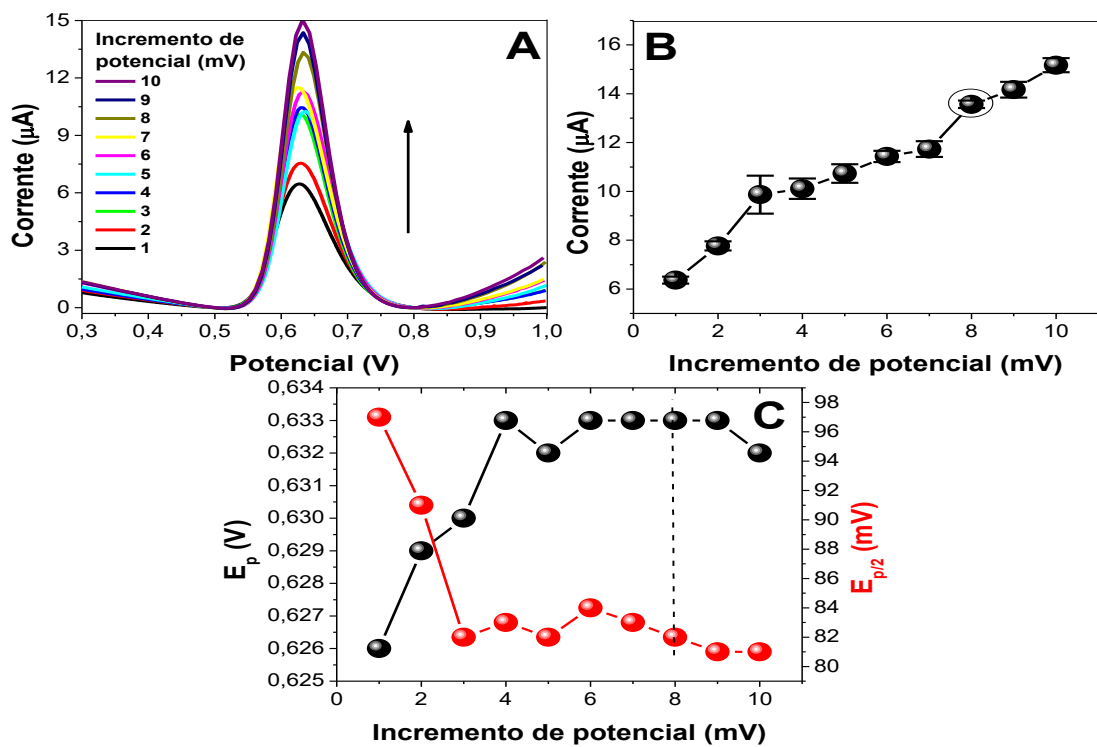 A
Incremento de
potencial (mV)
10
9
8
7
6
5
4
3
2
1
15
12
9
6
3
0
Corrente (µA)
0,3 0,4 0,5 0,6 0,7 0,8 0,9 1,0
Potencial (V)
B
16
14
12
10
8
6
Corrente (µA)
0 2 4 6 8 10
Incremento de potencial (mV)
C
0,634
0,633
0,632
0,631
0,630
0,629
0,628
0,627
0,626
0,625
E_p (V)
98
96
94
92
90
88
86
84
82
80
E_p/2 (mV)
0 2 4 6 8 10
Incremento de potencial (mV)